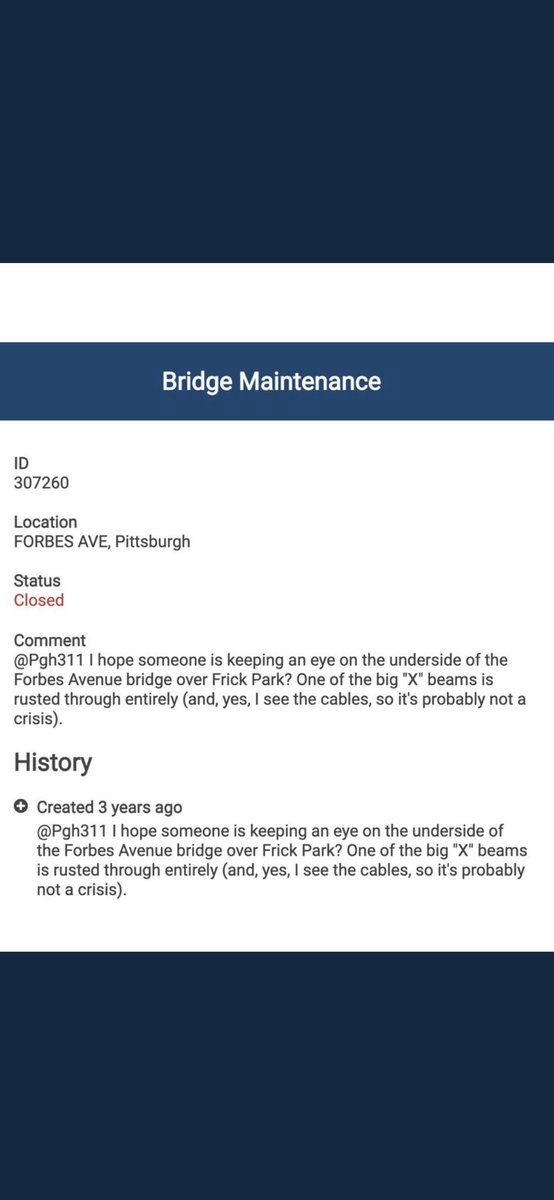 Bridge Maintenance
ID
307260
Location
FORBES AVE, Pittsburgh
Status
Closed
Comment
@Pgh311 I hope someone is keeping an eye on the underside of the
Forbes Avenue bridge over Frick Park? One of the big "X" beams is
rusted through entirely (and, yes, I see the cables, so it's probably not a
crisis).
History
Created 3 years ago
@Pgh311 I hope someone is keeping an eye on the underside of
the Forbes Avenue bridge over Frick Park? One of the big "X" beams
is rusted through entirely (and, yes, I see the cables, so it's probably
not a crisis).